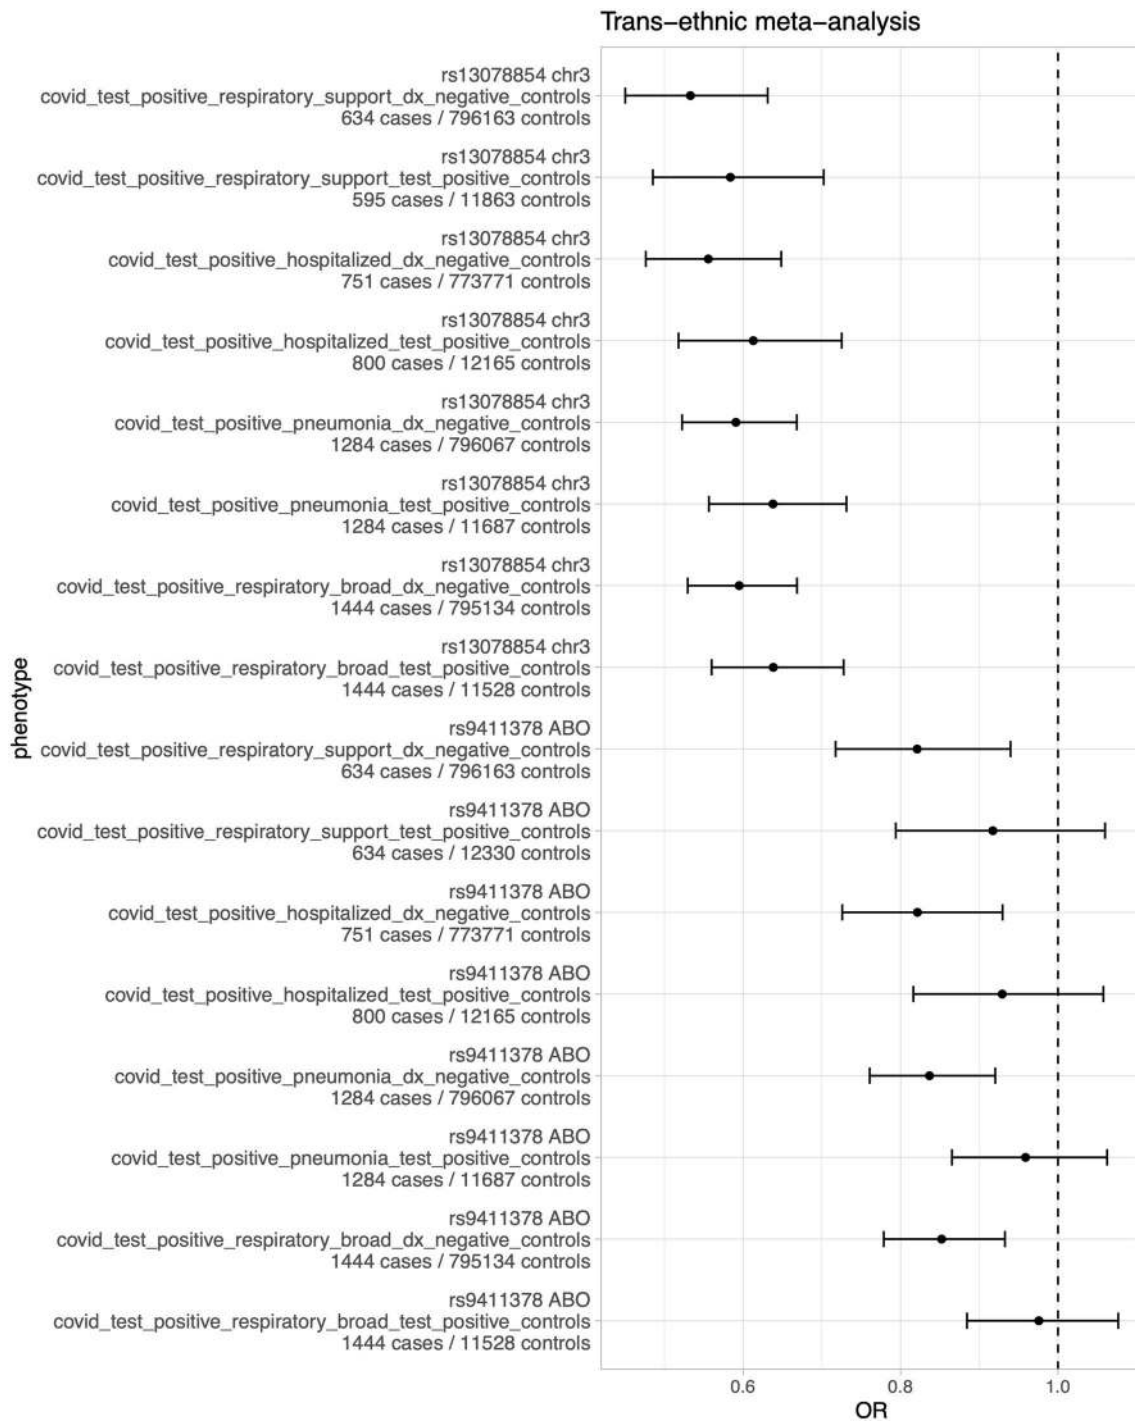 Trans−ethnic meta−analysis
rs13078854 chr3
covid_test_positive_respiratory_support_dx_negative_controls
634 cases / 796163 controls
rs13078854 chr3
covid_test_positive_respiratory_support_test_positive_controls
595 cases / 11863 controls
rs13078854 chr3
covid_test_positive_hospitalized_dx_negative_controls
751 cases / 773771 controls
rs13078854 chr3
covid_test_positive_hospitalized_test_positive_controls
800 cases / 12165 controls
rs13078854 chr3
covid_test_positive_pneumonia_dx_negative_controls
1284 cases / 796067 controls
rs13078854 chr3
covid_test_positive_pneumonia_test_positive_controls
1284 cases / 11687 controls
rs13078854 chr3
covid_test_positive_respiratory_broad_dx_negative_controls
1444 cases / 795134 controls
rs13078854 chr3
covid_test_positive_respiratory_broad_test_positive_controls
1444 cases / 11528 controls
phenotype
rs9411378 ABO
covid_test_positive_respiratory_support_dx_negative_controls
634 cases / 796163 controls
rs9411378 ABO
covid_test_positive_respiratory_support_test_positive_controls
634 cases / 12330 controls
rs9411378 ABO
covid_test_positive_hospitalized_dx_negative_controls
751 cases / 773771 controls
rs9411378 ABO
covid_test_positive_hospitalized_test_positive_controls
800 cases / 12165 controls
rs9411378 ABO
covid_test_positive_pneumonia_dx_negative_controls
1284 cases / 796067 controls
rs9411378 ABO
covid_test_positive_pneumonia_test_positive_controls
1284 cases / 11687 controls
rs9411378 ABO
covid_test_positive_respiratory_broad_dx_negative_controls
1444 cases / 795134 controls
rs9411378 ABO
covid_test_positive_respiratory_broad_test_positive_controls
1444 cases / 11528 controls
0.6 0.8 1.0
OR